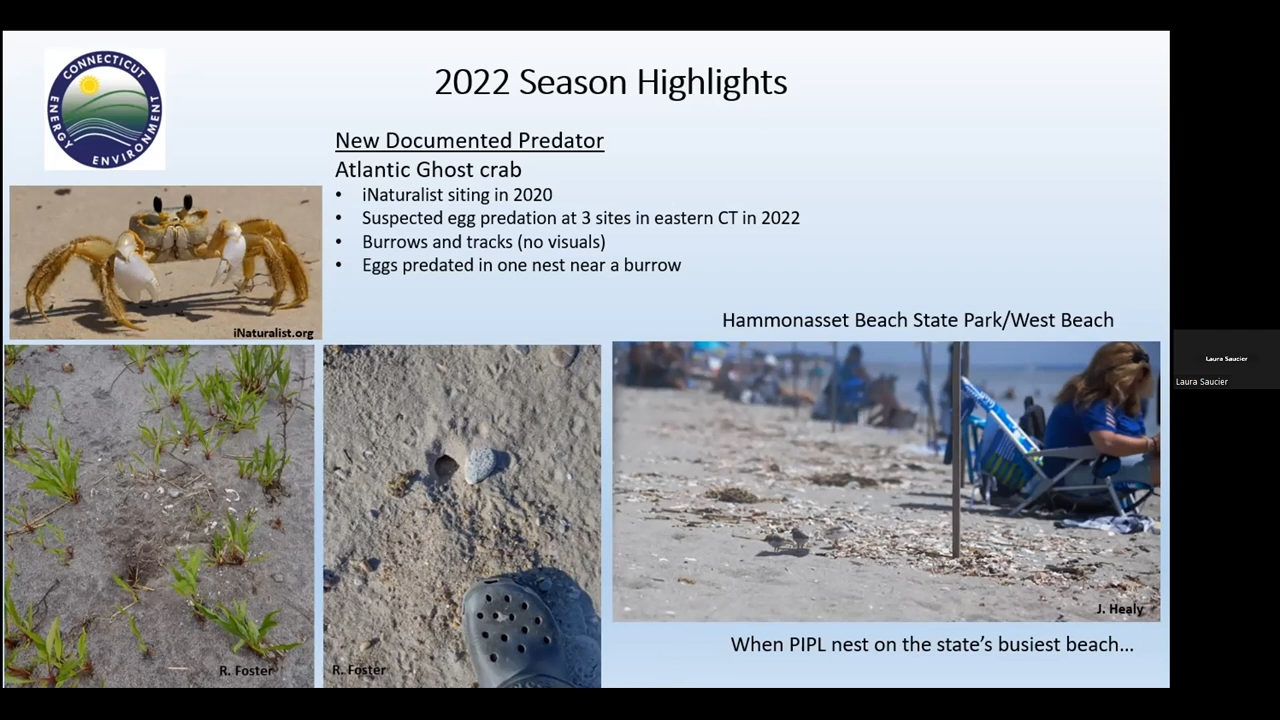 CONNECTICUT
ENERGY ENVIRONMENT
2022 Season Highlights
New Documented Predator
Atlantic Ghost crab
• iNaturalist siting in 2020
• Suspected egg predation at 3 sites in eastern CT in 2022
• Burrows and tracks (no visuals)
• Eggs predated in one nest near a burrow
iNaturalist.org
Hammonasset Beach State Park/West Beach
Laura Saucier
Laura Saucier
J. Healy
When PIPL nest on the state’s busiest beach...
R. Foster
R. Foster